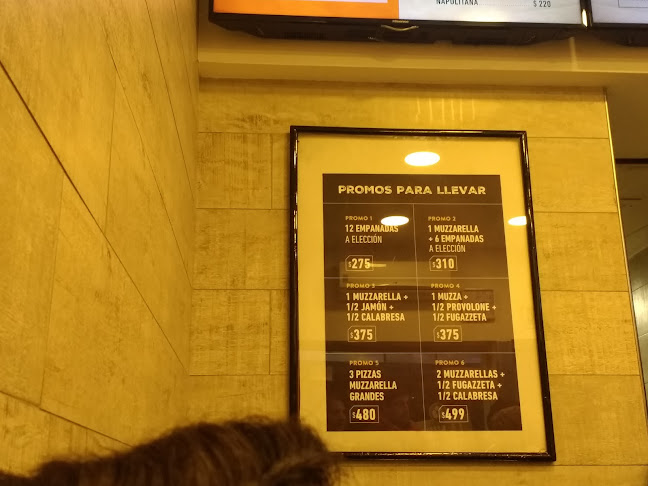 NAPOLITANA $ 220
PROMOS PARA LLEVAR
PROMO 1
12 EMPANADAS
A ELECCIÓN
$275
PROMO 2
1 MUZZARELLA
+ 6 EMPANADAS
A ELECCIÓN
$310
PROMO 3
1 MUZZARELLA +
1/2 JAMÓN +
1/2 CALABRESA
$375
PROMO 4
1 MUZZA +
1/2 PROVOLONE +
1/2 FUGAZZETA
$375
PROMO 5
3 PIZZAS
MUZZARELLA
GRANDES
$480
PROMO 6
2 MUZZARELLAS +
1/2 FUGAZZETA +
1/2 CALABRESA
$499